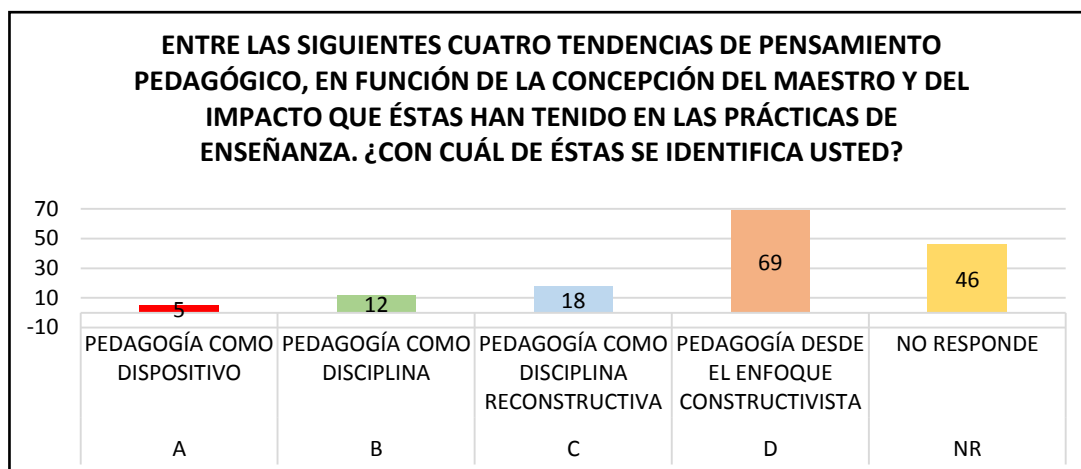 ENTRE LAS SIGUIENTES CUATRO TENDENCIAS DE PENSAMIENTO
PEDAGÓGICO, EN FUNCIÓN DE LA CONCEPCIÓN DEL MAESTRO Y DEL
IMPACTO QUE ÉSTAS HAN TENIDO EN LAS PRÁCTICAS DE
ENSEÑANZA. ¿CON CUÁL DE ÉSTAS SE IDENTIFICA USTED?
70
50
30
10
-10
5
12
18
69
46
PEDAGOGÍA COMO
DISPOSITIVO
PEDAGOGÍA COMO
DISCIPLINA
PEDAGOGÍA COMO
DISCIPLINA
RECONSTRUCTIVA
PEDAGOGÍA DESDE
EL ENFOQUE
CONSTRUCTIVISTA
NO RESPONDE
A
B
C
D
NR